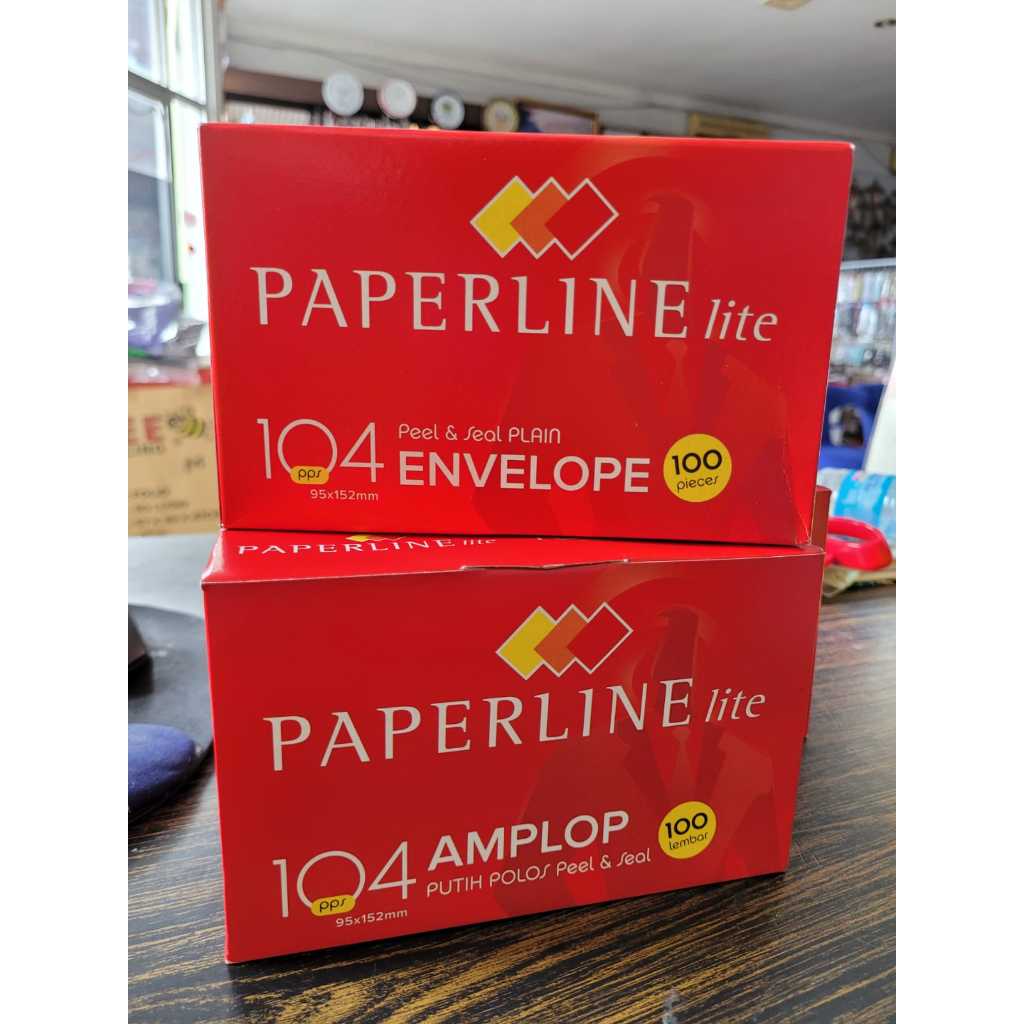 PAPERLINE lite
104 pps
95x152mm
Peel & Seal PLAIN
ENVELOPE
100
pieces
PAPERLINE lite
PAPERLINE lite
104 pps
95x152mm
AMPLOP
PUTIH POLOS Peel & Seal
100
lembar